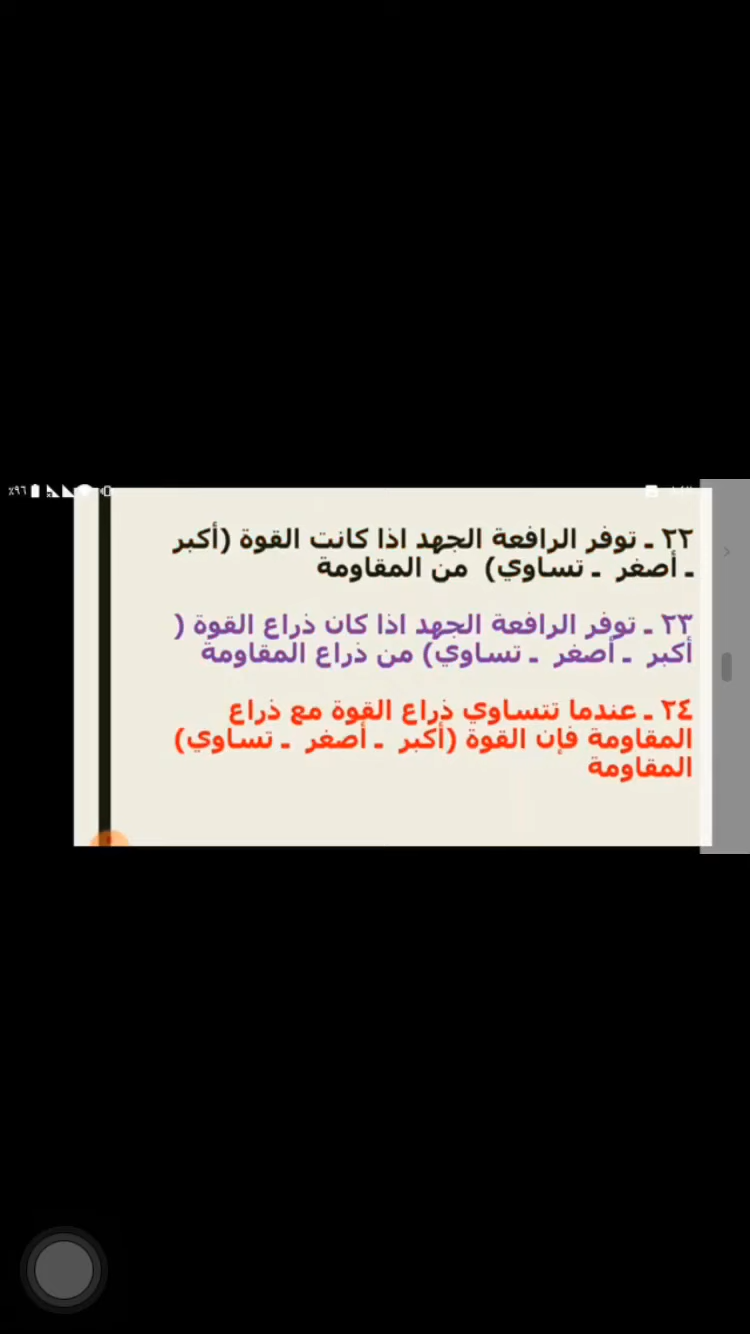 ٩٦٪
٢٢ ـ توفر الرافعة الجهد اذا كانت القوة (أكبر
ـ أصغر ـ تساوي) من المقاومة
٢٣ ـ توفر الرافعة الجهد اذا كان ذراع القوة (
أكبر ـ أصغر ـ تساوي) من ذراع المقاومة
٢٤ ـ عندما تتساوي ذراع القوة مع ذراع
المقاومة فإن القوة (أكبر ـ أصغر ـ تساوي)
المقاومة